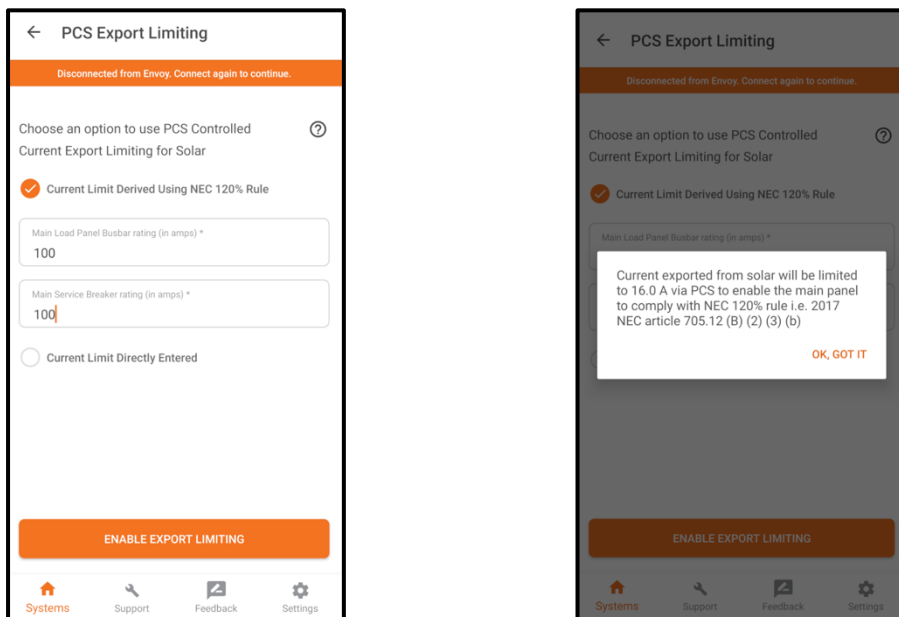 PCS Export Limiting
Disconnected from Envoy. Connect again to continue.
Choose an option to use PCS Controlled
Current Export Limiting for Solar
Current Limit Derived Using NEC 120% Rule
Main Load Panel Busbar rating (in amps) *
100
Main Service Breaker rating (in amps) *
100
Current Limit Directly Entered
ENABLE EXPORT LIMITING
Systems
Support
Feedback
Settings
PCS Export Limiting
Disconnected from Envoy. Connect again to continue.
Choose an option to use PCS Controlled
Current Export Limiting for Solar
Current Limit Derived Using NEC 120% Rule
Main Load Panel Busbar rating (in amps) *
Current exported from solar will be limited
to 16.0 A via PCS to enable the main panel
to comply with NEC 120% rule i.e. 2017
NEC article 705.12 (B) (2) (3) (b)
OK, GOT IT
ENABLE EXPORT LIMITING
Systems
Support
Feedback
Settings